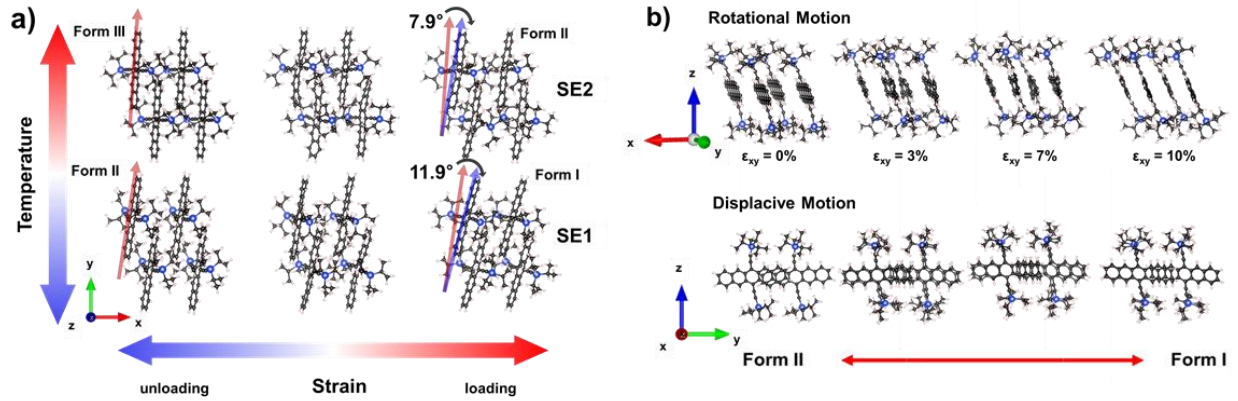 a)
Temperature
Form III
7.9°
Form II
SE2
Form II
11.9°
Form I
SE1
y
z
x
unloading
Strain
loading
b)
Rotational Motion
z
x
y
εxy = 0%
εxy = 3%
εxy = 7%
εxy = 10%
Displacive Motion
z
x
y
Form II
Form I